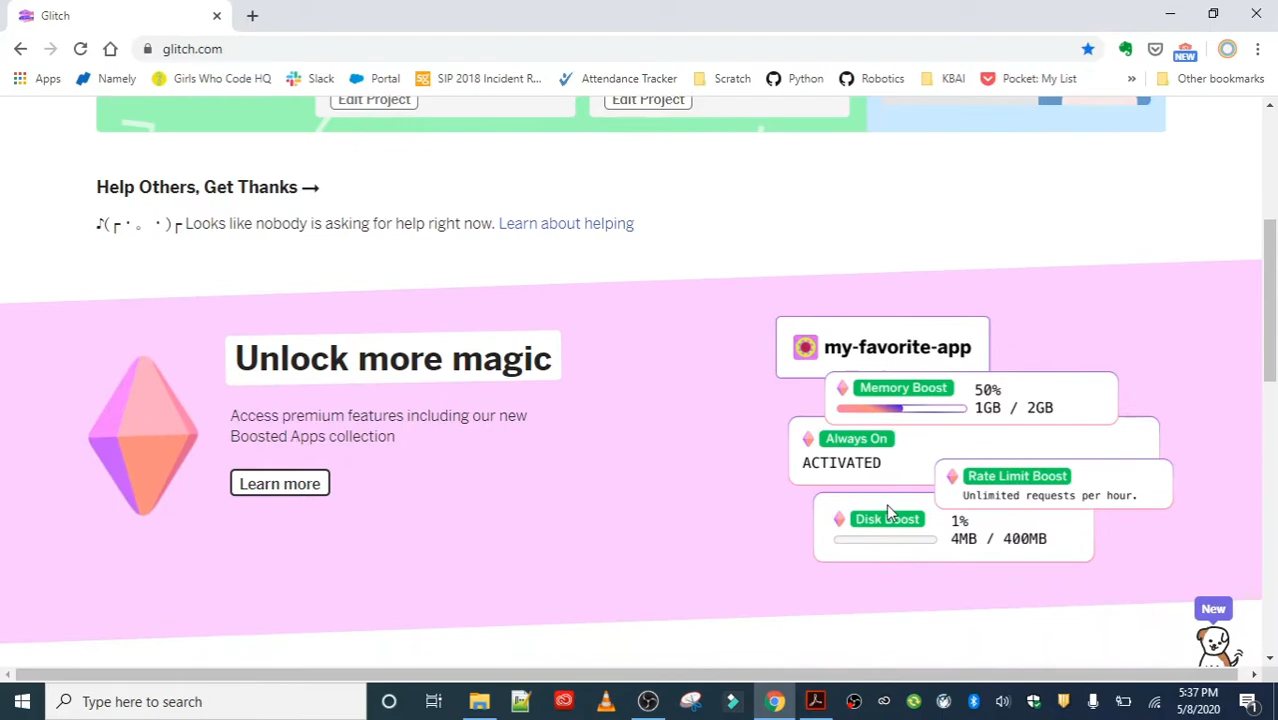 Glitch
glitch.com
Apps
Namely
Girls Who Code HQ
Slack
Portal
SIP 2018 Incident R...
Attendance Tracker
Scratch
Python
Robotics
KBAI
Pocket: My List
»
Other bookmarks
NEW
Edit Project
Edit Project
Help Others, Get Thanks →
♪(┌・。・)┌ Looks like nobody is asking for help right now. Learn about helping
Unlock more magic
Access premium features including our new
Boosted Apps collection
Learn more
my-favorite-app
Memory Boost
50%
1GB / 2GB
Always On
ACTIVATED
Rate Limit Boost
Unlimited requests per hour.
Disk Boost
1%
4MB / 400MB
New
Type here to search
5:37 PM
5/8/2020